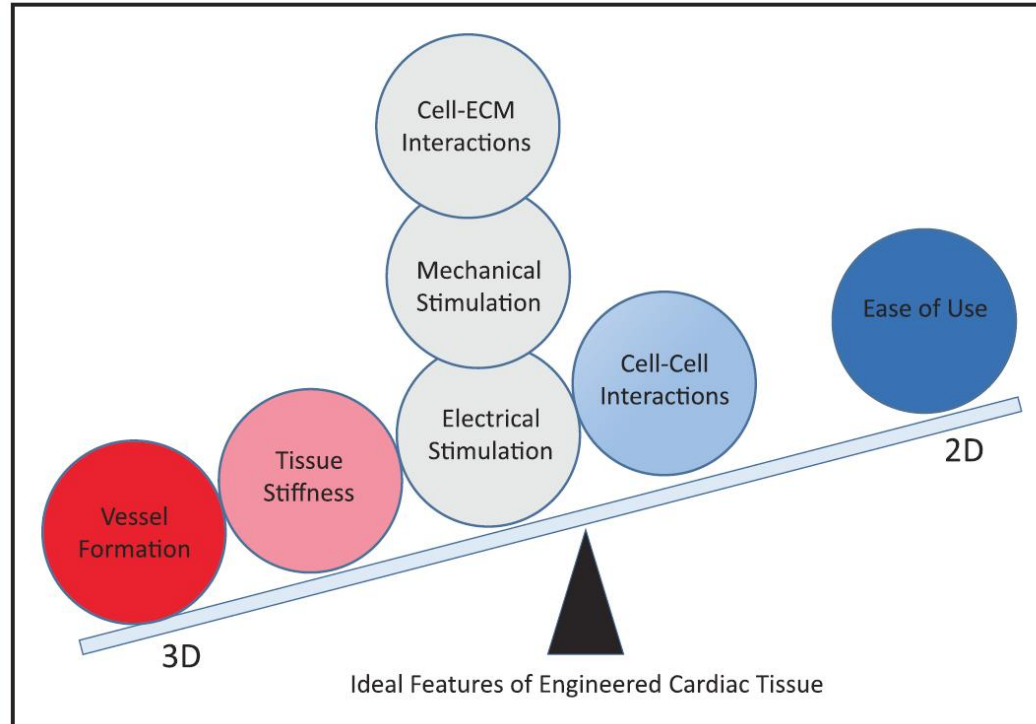 Cell-ECM
Interactions
Mechanical
Stimulation
Ease of Use
Cell-Cell
Interactions
Electrical
Stimulation
Tissue
Stiffness
Vessel
Formation
2D
3D
Ideal Features of Engineered Cardiac Tissue